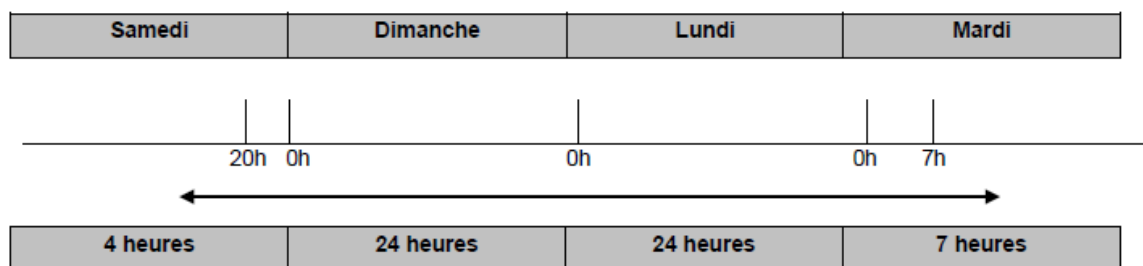 Samedi Dimanche Lundi Mardi
20h 0h 0h 0h 7h
4 heures 24 heures 24 heures 7 heures